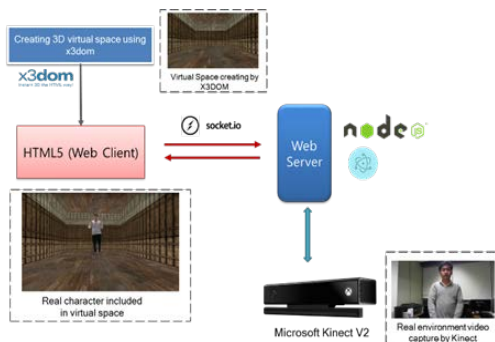 Creating 3D virtual space using
x3dom
x3dom
Virtual Space creating by
X3DOM
socket.io
HTML5 (Web Client)
Web
Server
node
JS
Real character included
in virtual space
Microsoft Kinect V2
Real environment video
capture by Kinect